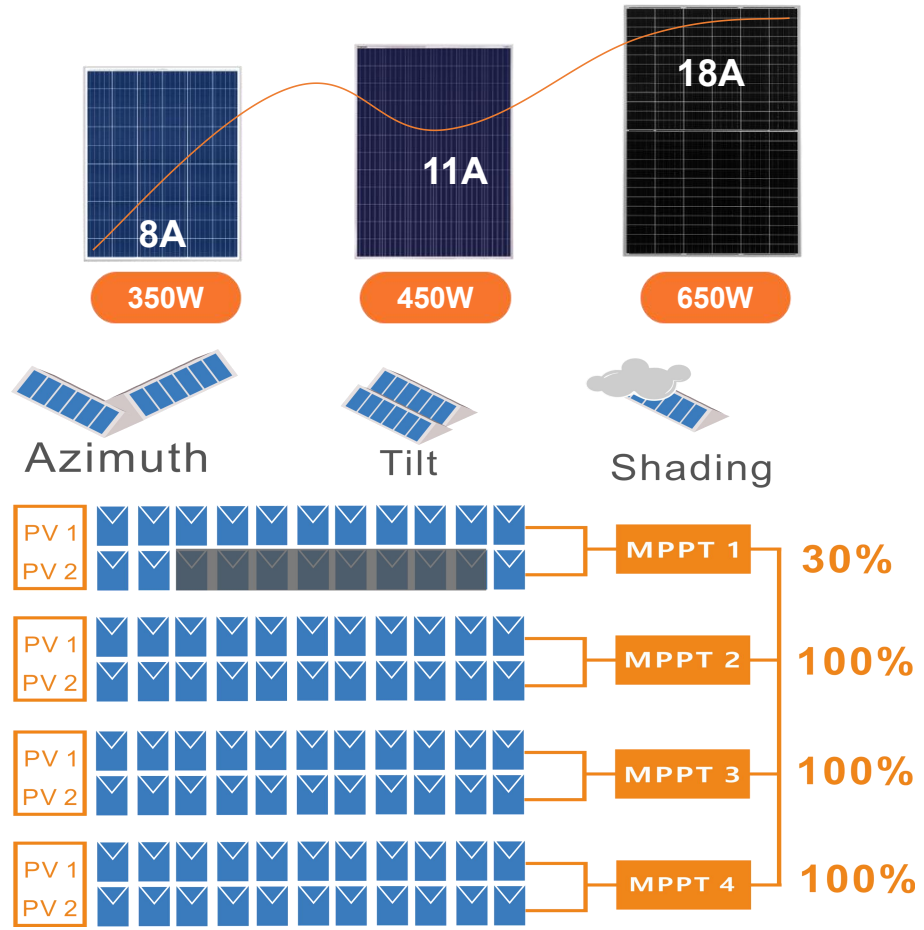 8A
11A
18A
350W
450W
650W
Azimuth
Tilt
Shading
PV 1
PV 2
MPPT 1
30%
PV 1
PV 2
MPPT 2
100%
PV 1
PV 2
MPPT 3
100%
PV 1
PV 2
MPPT 4
100%